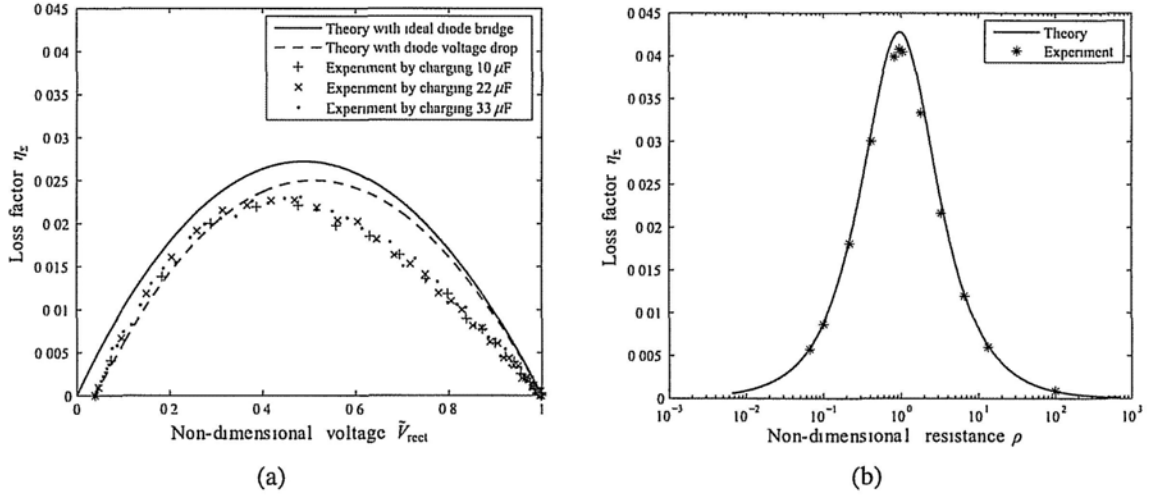 0 045
0 04
0 035
0 03
0 025
0 02
0 015
0 01
0 005
0
Loss factor ηΣ
Theory with ideal diode bridge
Theory with diode voltage drop
Experiment by charging 10 μF
Experiment by charging 22 μF
Experiment by charging 33 μF
0 0 2 0 4 0 6 0 8 1
Non-dimensional voltage Ṽrect
(a)
0 045
0 04
0 035
0 03
0 025
0 02
0 015
0 01
0 005
0
Loss factor ηΣ
Theory
Experiment
10⁻³ 10⁻² 10⁻¹ 10⁰ 10¹ 10² 10³
Non-dimensional resistance ρ
(b)